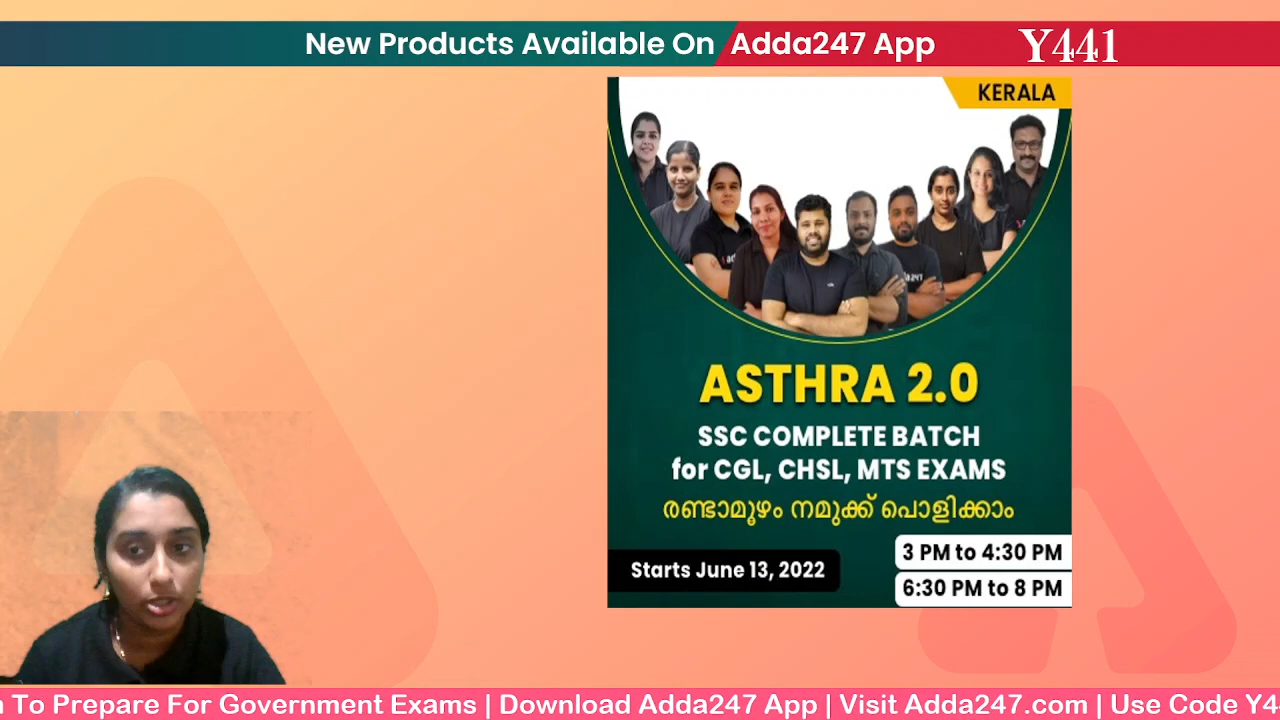 New Products Available On Adda247 App Y441
KERALA
ASTHRA 2.0
SSC COMPLETE BATCH
for CGL, CHSL, MTS EXAMS
രണ്ടാമൂഴം നമുക്ക് പൊളിക്കാം
Starts June 13, 2022
3 PM to 4:30 PM
6:30 PM to 8 PM
To Prepare For Government Exams | Download Adda247 App | Visit Adda247.com | Use Code